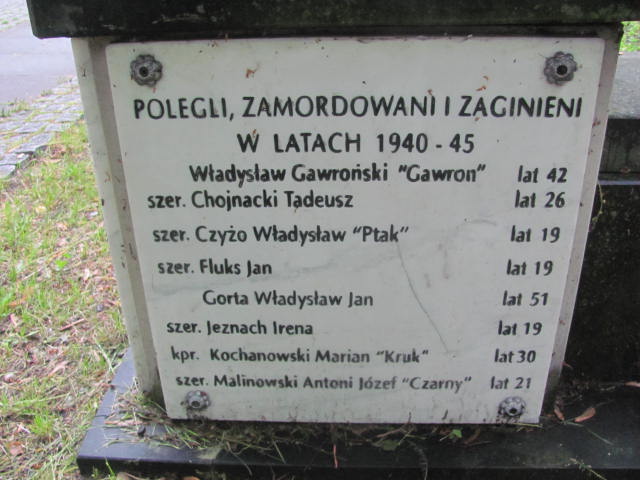 POLEGLI, ZAMORDOWANI I ZAGINIENI
W LATACH 1940 - 45
Władysław Gawroński "Gawron" lat 42
szer. Chojnacki Tadeusz lat 26
szer. Czyżo Władysław "Ptak" lat 19
szer. Fluks Jan lat 19
Gorta Władysław Jan lat 51
szer. Jeznach Irena lat 19
kpr. Kochanowski Marian "Kruk" lat 30
szer. Malinowski Antoni Józef "Czarny" lat 21